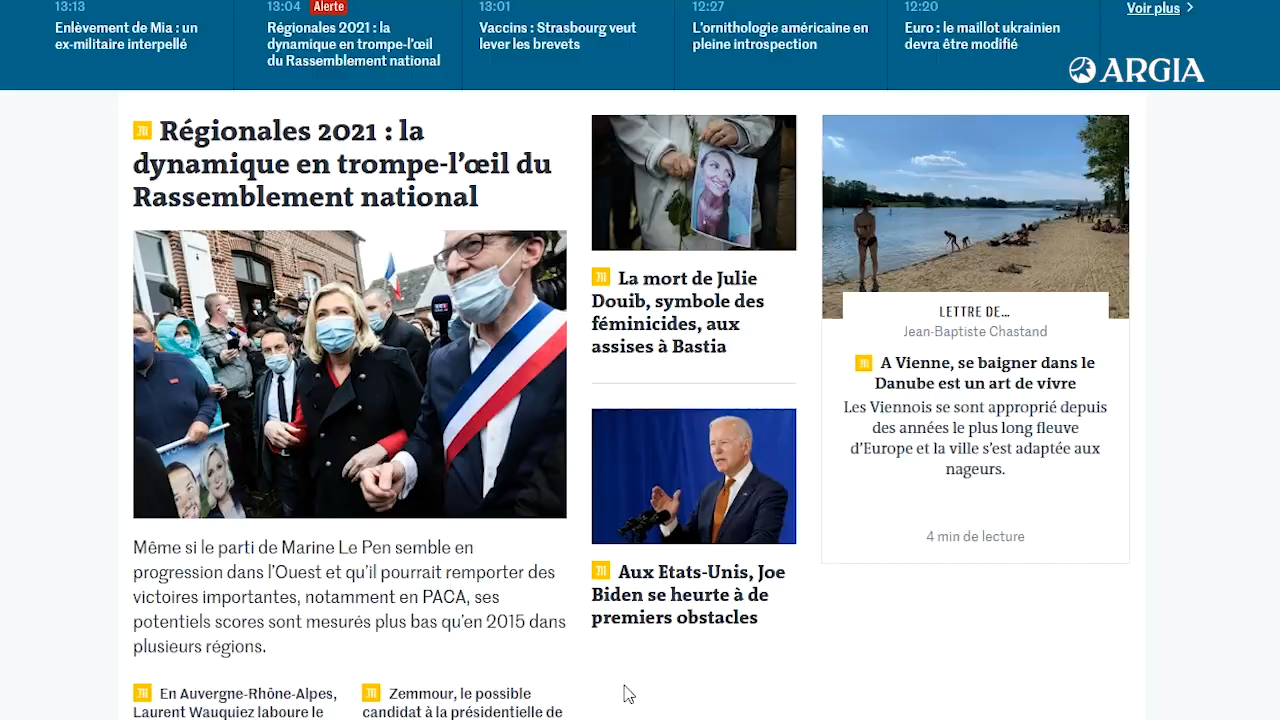 13:13
Enlèvement de Mia : un
ex-militaire interpellé
13:04 Alerte
Régionales 2021 : la
dynamique en trompe-l'œil
du Rassemblement national
13:01
Vaccins : Strasbourg veut
lever les brevets
12:27
L'ornithologie américaine en
pleine introspection
12:20
Euro : le maillot ukrainien
devra être modifié
Voir plus
ARGIA
Régionales 2021 : la
dynamique en trompe-l'œil du
Rassemblement national
Même si le parti de Marine Le Pen semble en
progression dans l'Ouest et qu'il pourrait remporter des
victoires importantes, notamment en PACA, ses
potentiels scores sont mesurés plus bas qu'en 2015 dans
plusieurs régions.
En Auvergne-Rhône-Alpes,
Laurent Wauquiez laboure le
Zemmour, le possible
candidat à la présidentielle de
La mort de Julie
Douib, symbole des
féminicides, aux
assises à Bastia
Aux Etats-Unis, Joe
Biden se heurte à de
premiers obstacles
LETTRE DE…
Jean-Baptiste Chastand
A Vienne, se baigner dans le
Danube est un art de vivre
Les Viennois se sont approprié depuis
des années le plus long fleuve
d'Europe et la ville s'est adaptée aux
nageurs.
4 min de lecture